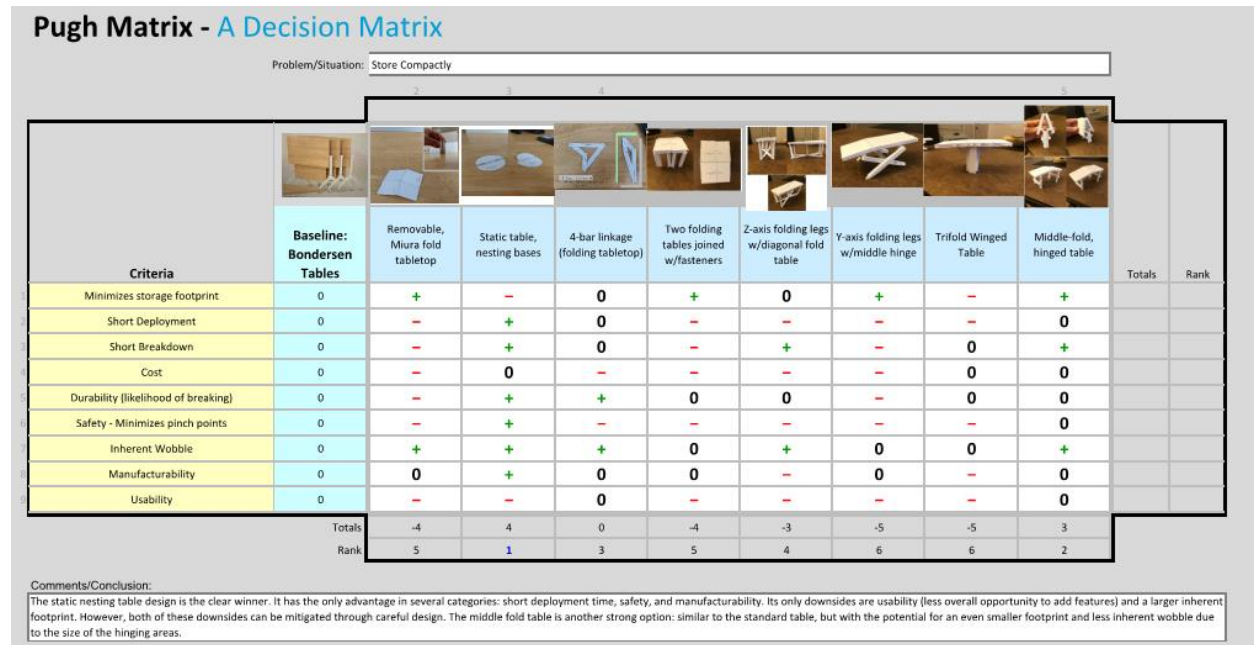 Pugh Matrix - A Decision Matrix
Problem/Situation: Store Compactly
2 3 4 5
Criteria
Baseline: Bondersen Tables
Removable, Miura fold tabletop
Static table, nesting bases
4-bar linkage (folding tabletop)
Two folding tables joined w/fasteners
Z-axis folding legs w/diagonal fold table
Y-axis folding legs w/middle hinge
Trifold Winged Table
Middle-fold, hinged table
Totals
Rank
1 Minimizes storage footprint 0 + − 0 + 0 + − +
2 Short Deployment 0 − + 0 − − − − 0
3 Short Breakdown 0 − + 0 − + − 0 +
4 Cost 0 − 0 − − − − 0 0
5 Durability (likelihood of breaking) 0 − + + 0 0 − 0 0
6 Safety - Minimizes pinch points 0 − + − − − − − 0
7 Inherent Wobble 0 + + + 0 + 0 0 +
8 Manufacturability 0 0 + 0 0 − 0 − 0
9 Usability 0 − − 0 − − − − 0
Totals -4 4 0 -4 -3 -5 -5 3
Rank 5 1 3 5 4 6 6 2
Comments/Conclusion:
The static nesting table design is the clear winner. It has the only advantage in several categories: short deployment time, safety, and manufacturability. Its only downsides are usability (less overall opportunity to add features) and a larger inherent
footprint. However, both of these downsides can be mitigated through careful design. The middle fold table is another strong option: similar to the standard table, but with the potential for an even smaller footprint and less inherent wobble due
to the size of the hinging areas.